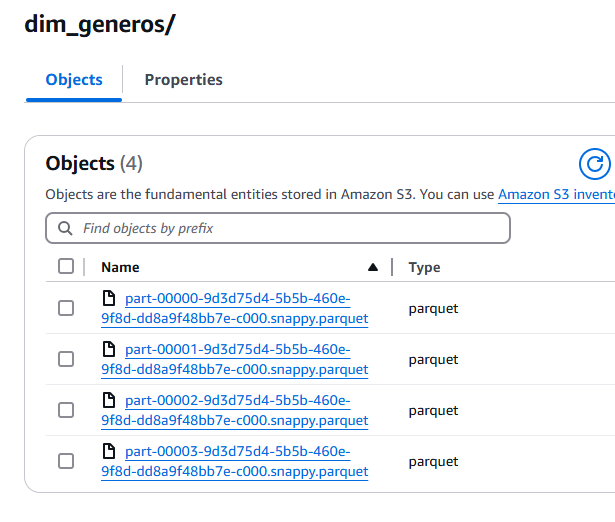 dim_generos/
Objects
Properties
Objects (4)
Objects are the fundamental entities stored in Amazon S3. You can use Amazon S3 invent
Find objects by prefix
Name
Type
part-00000-9d3d75d4-5b5b-460e-
9f8d-dd8a9f48bb7e-c000.snappy.parquet
parquet
part-00001-9d3d75d4-5b5b-460e-
9f8d-dd8a9f48bb7e-c000.snappy.parquet
parquet
part-00002-9d3d75d4-5b5b-460e-
9f8d-dd8a9f48bb7e-c000.snappy.parquet
parquet
part-00003-9d3d75d4-5b5b-460e-
9f8d-dd8a9f48bb7e-c000.snappy.parquet
parquet